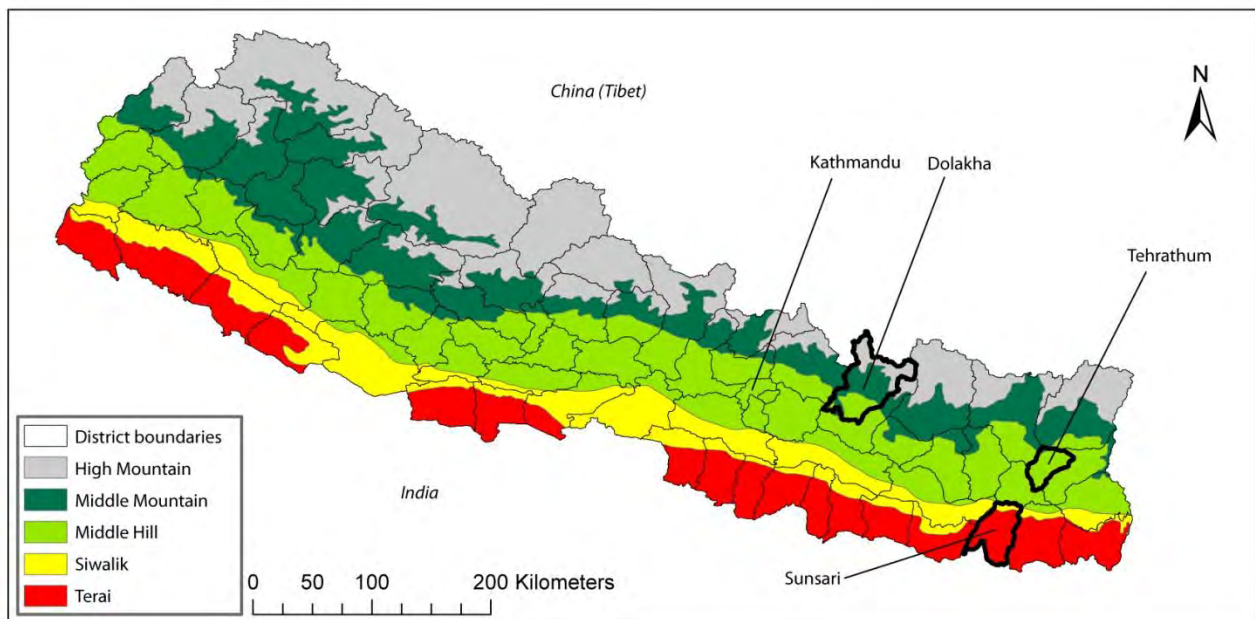 China (Tibet)
N
Kathmandu
Dolakha
Tehrathum
District boundaries
High Mountain
Middle Mountain
Middle Hill
Siwalik
Terai
India
0 50 100 200 Kilometers
Sunsari